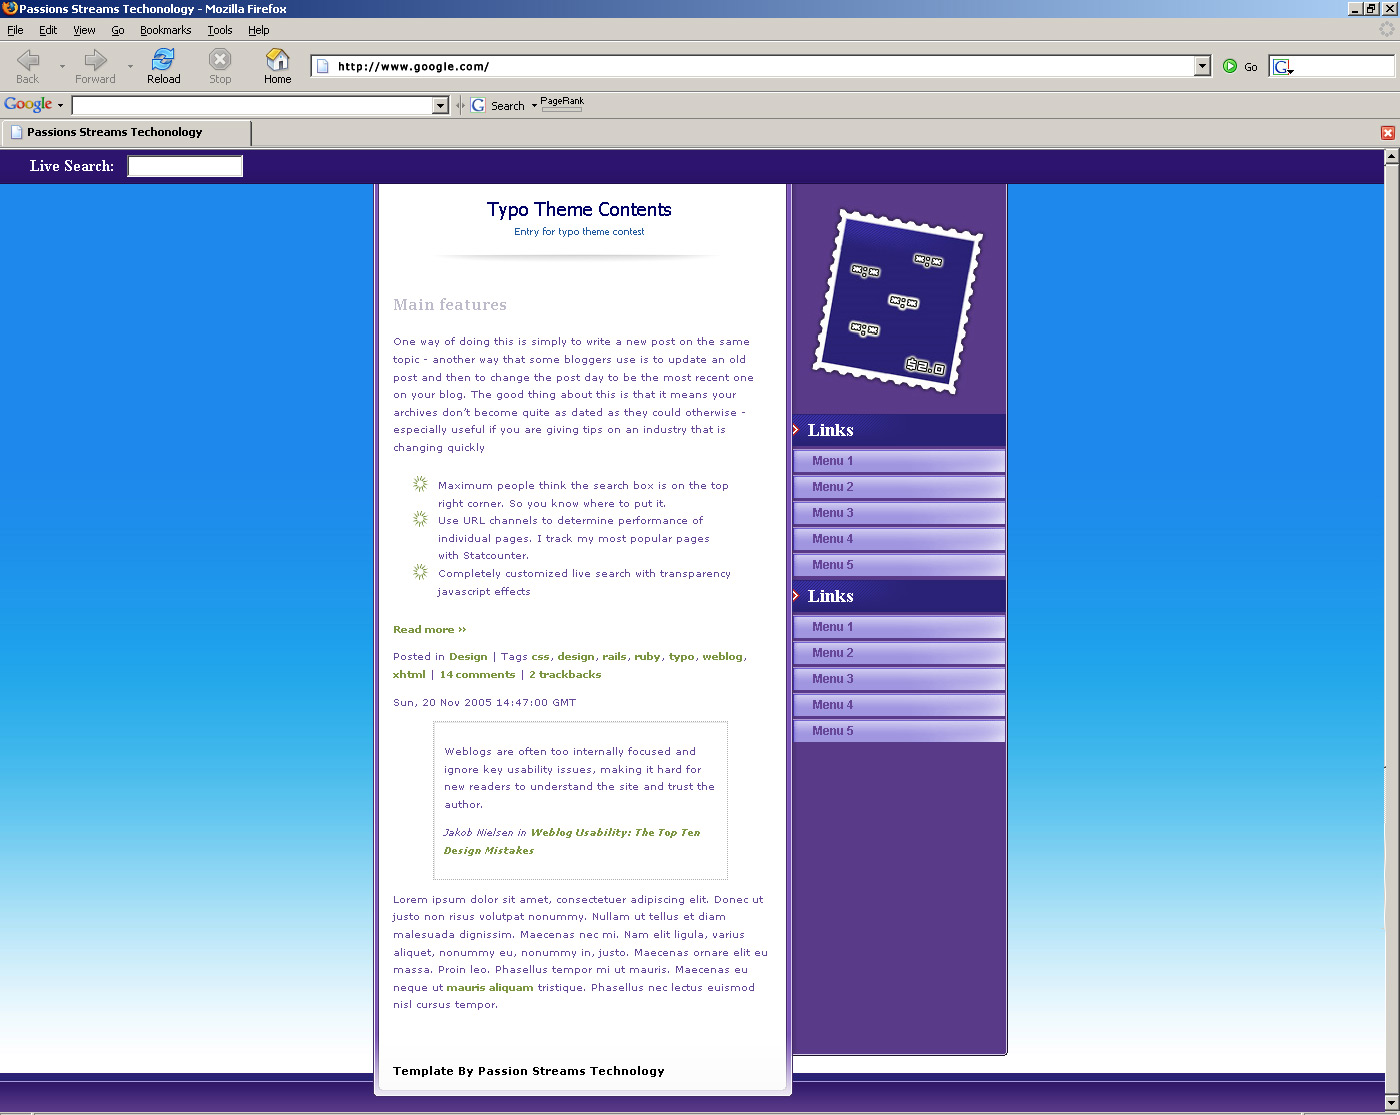 Passions Streams Techonology - Mozilla Firefox
File Edit View Go Bookmarks Tools Help
Back Forward Reload Stop Home http://www.google.com/ Go G
Google G Search PageRank
Passions Streams Techonology
Live Search:
Typo Theme Contents
Entry for typo theme contest
Main features
One way of doing this is simply to write a new post on the same
topic - another way that some bloggers use is to update an old
post and then to change the post day to be the most recent one
on your blog. The good thing about this is that it means your
archives don't become quite as dated as they could otherwise -
especially useful if you are giving tips on an industry that is
changing quickly
Maximum people think the search box is on the top
right corner. So you know where to put it.
Use URL channels to determine performance of
individual pages. I track my most popular pages
with Statcounter.
Completely customized live search with transparency
javascript effects
Read more »
Posted in Design | Tags css, design, rails, ruby, typo, weblog,
xhtml | 14 comments | 2 trackbacks
Sun, 20 Nov 2005 14:47:00 GMT
Weblogs are often too internally focused and
ignore key usability issues, making it hard for
new readers to understand the site and trust the
author.
Jakob Nielsen in Weblog Usability: The Top Ten
Design Mistakes
Lorem ipsum dolor sit amet, consectetuer adipiscing elit. Donec ut
justo non risus volutpat nonummy. Nullam ut tellus et diam
malesuada dignissim. Maecenas nec mi. Nam elit ligula, varius
aliquet, nonummy eu, nonummy in, justo. Maecenas ornare elit eu
massa. Proin leo. Phasellus tempor mi ut mauris. Maecenas eu
neque ut mauris aliquam tristique. Phasellus nec lectus euismod
nisl cursus tempor.
Template By Passion Streams Technology
$2.0
Links
Menu 1
Menu 2
Menu 3
Menu 4
Menu 5
Links
Menu 1
Menu 2
Menu 3
Menu 4
Menu 5